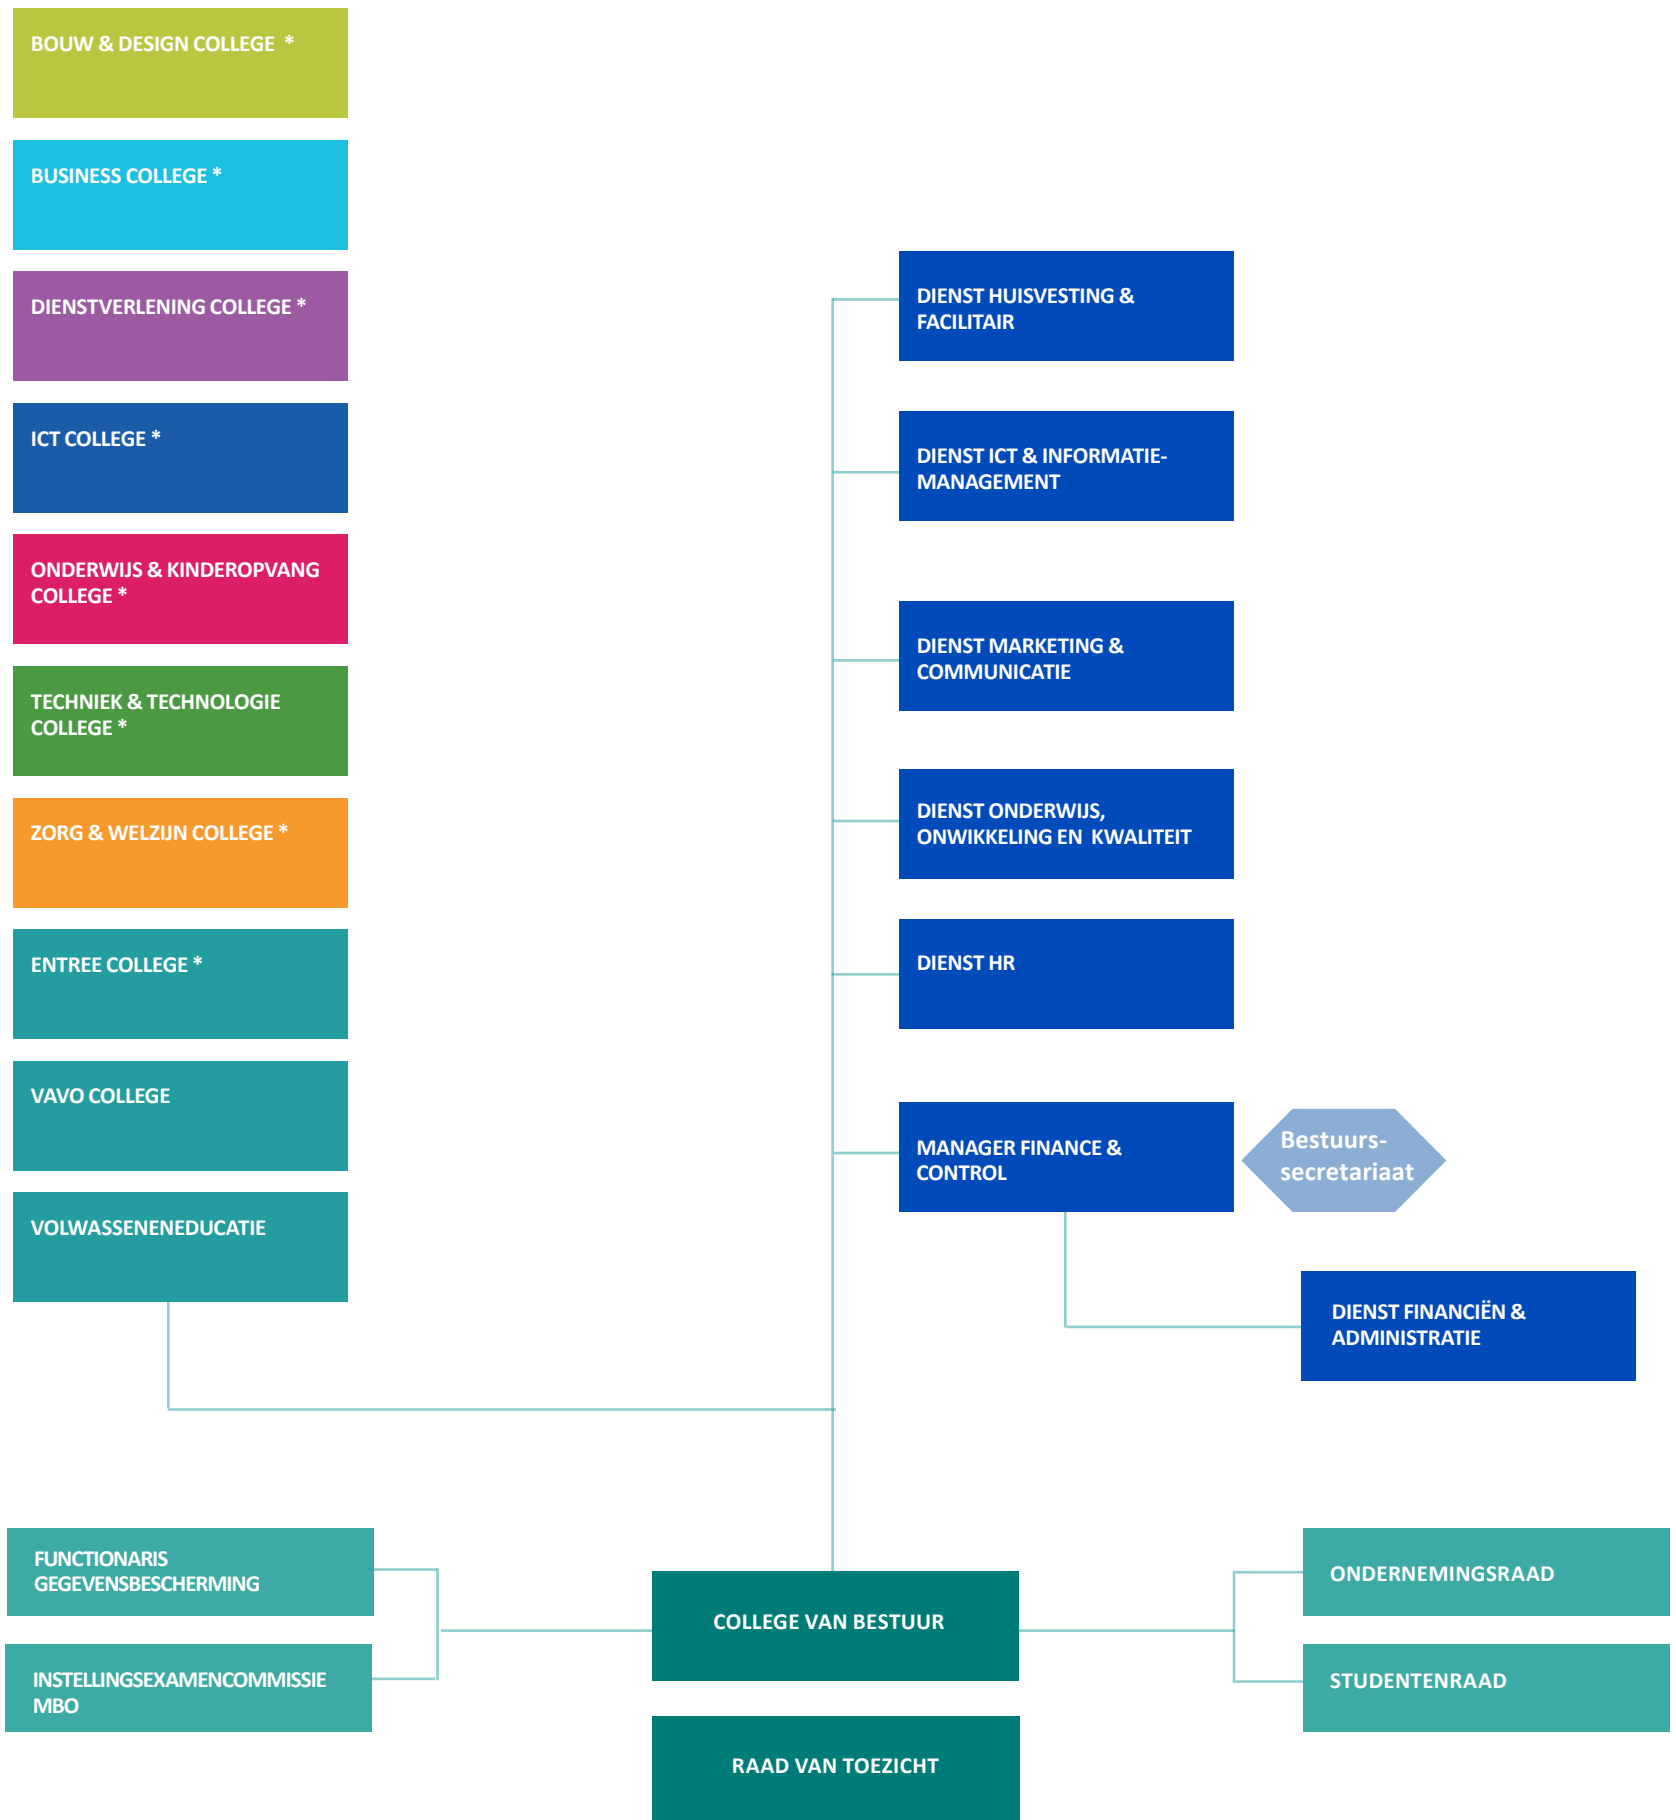 BOUW & DESIGN COLLEGE *
BUSINESS COLLEGE *
DIENSTVERLENING COLLEGE *
ICT COLLEGE *
ONDERWIJS & KINDEROPVANG
COLLEGE *
TECHNIEK & TECHNOLOGIE
COLLEGE *
ZORG & WELZIJN COLLEGE *
ENTREE COLLEGE *
VAVO COLLEGE
VOLWASSENENEDUCATIE
DIENST HUISVESTING &
FACILITAIR
DIENST ICT & INFORMATIE-
MANAGEMENT
DIENST MARKETING &
COMMUNICATIE
DIENST ONDERWIJS,
ONWIKKELING EN KWALITEIT
DIENST HR
MANAGER FINANCE &
CONTROL
Bestuurs-
secretariaat
DIENST FINANCIËN &
ADMINISTRATIE
FUNCTIONARIS
GEGEVENSBESCHERMING
INSTELLINGSEXAMENCOMMISSIE
MBO
COLLEGE VAN BESTUUR
RAAD VAN TOEZICHT
ONDERNEMINGSRAAD
STUDENTENRAAD